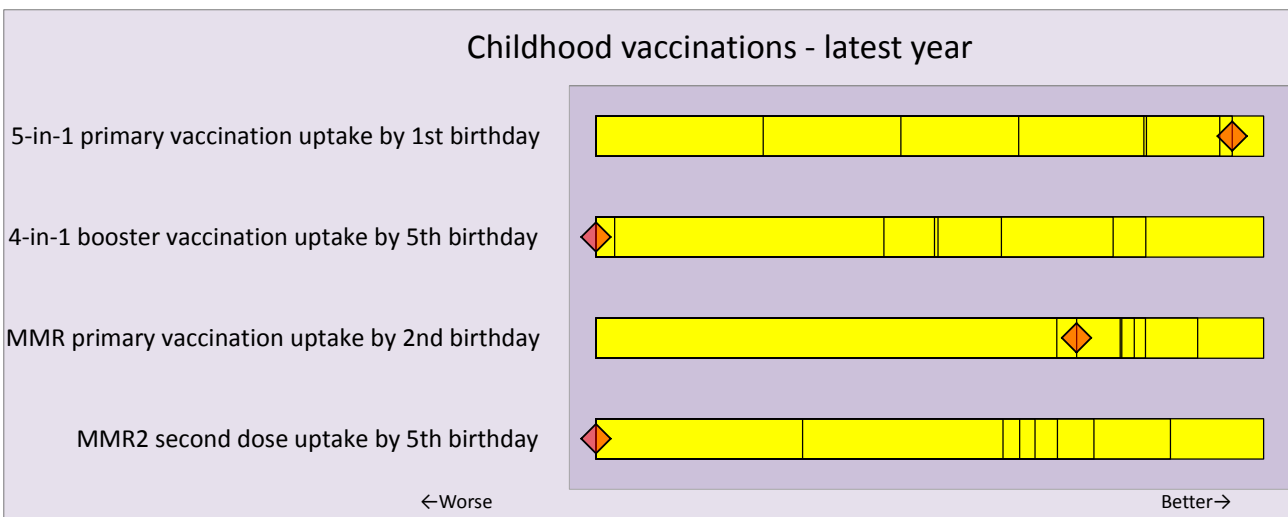 Childhood vaccinations - latest year
5-in-1 primary vaccination uptake by 1st birthday
4-in-1 booster vaccination uptake by 5th birthday
MMR primary vaccination uptake by 2nd birthday
MMR2 second dose uptake by 5th birthday
←Worse Better→